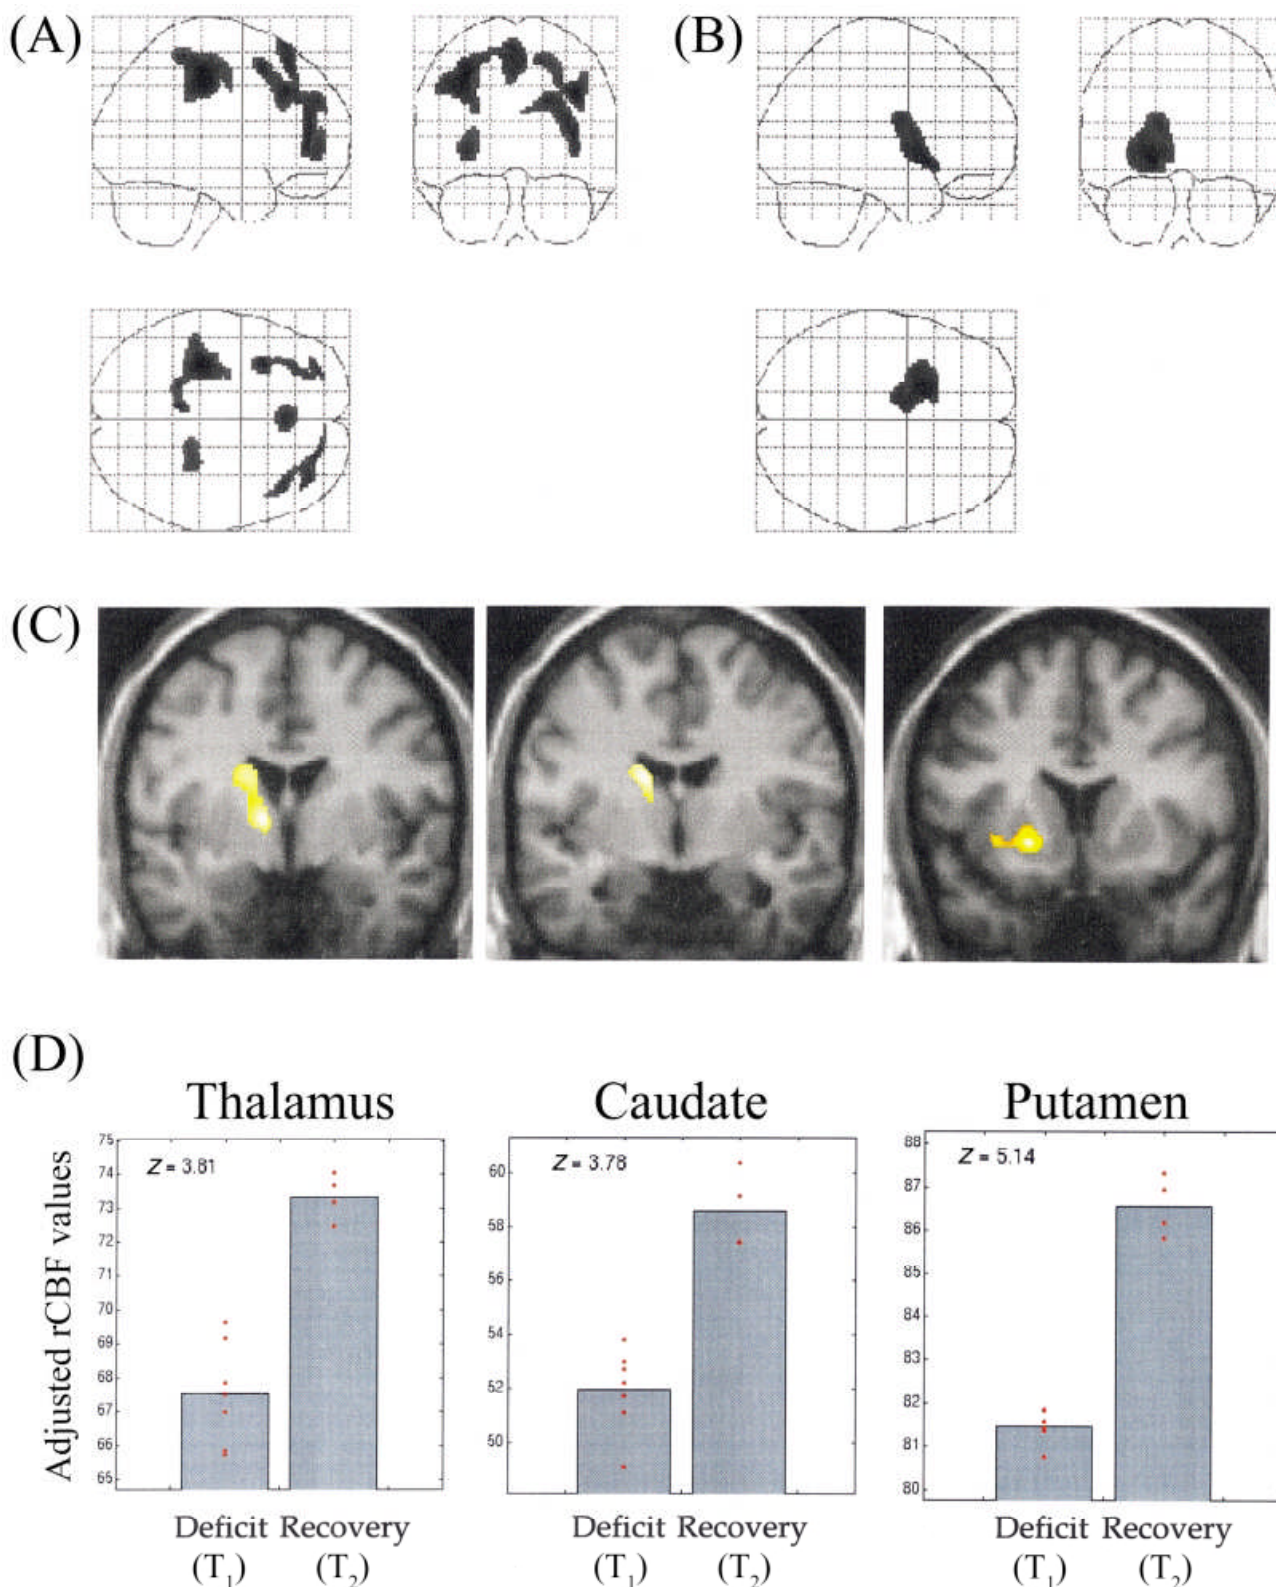 (A)
(B)
(C)
(D)
Thalamus
Caudate
Putamen
Adjusted rCBF values
Z = 3.81
75
74
73
72
71
70
69
68
67
66
65
Z = 3.78
60
58
56
54
52
50
Z = 5.14
88
87
86
85
84
83
82
81
80
Deficit Recovery
(T1) (T2)
Deficit Recovery
(T1) (T2)
Deficit Recovery
(T1) (T2)